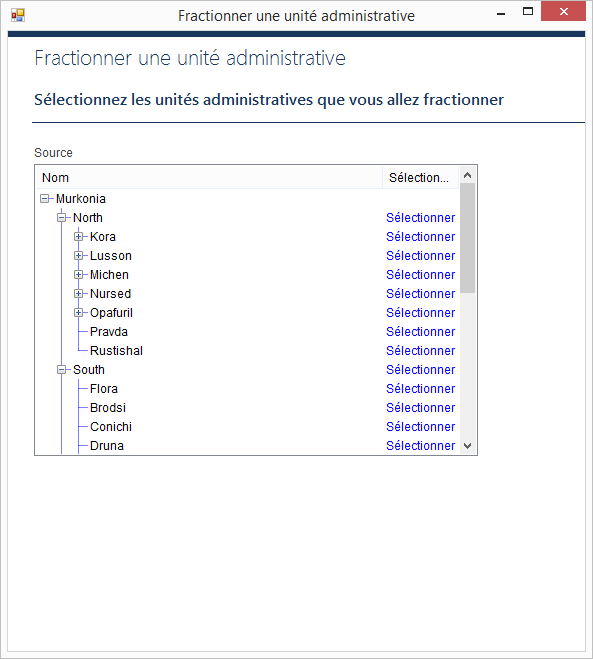 Fractionner une unité administrative
Fractionner une unité administrative
Sélectionnez les unités administratives que vous allez fractionner
Source
Nom Sélection...
Murkonia
North Sélectionner
Kora Sélectionner
Lusson Sélectionner
Michen Sélectionner
Nursed Sélectionner
Opafuril Sélectionner
Pravda Sélectionner
Rustishal Sélectionner
South Sélectionner
Flora Sélectionner
Brodsi Sélectionner
Conichi Sélectionner
Druna Sélectionner